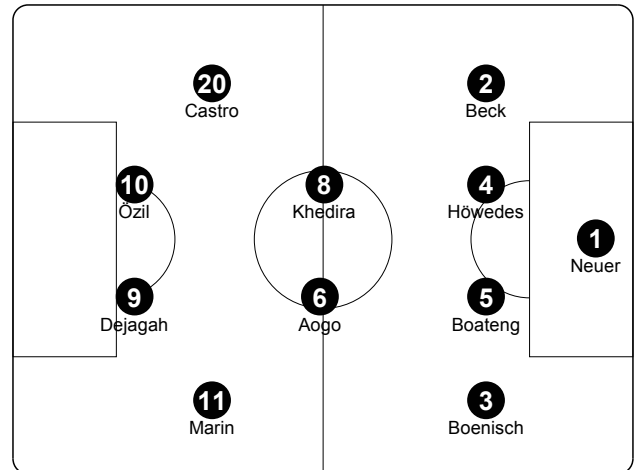 20
Castro
2
Beck
10
Özil
8
Khedira
4
Höwedes
1
Neuer
9
Dejagah
6
Aogo
5
Boateng
11
Marin
3
Boenisch